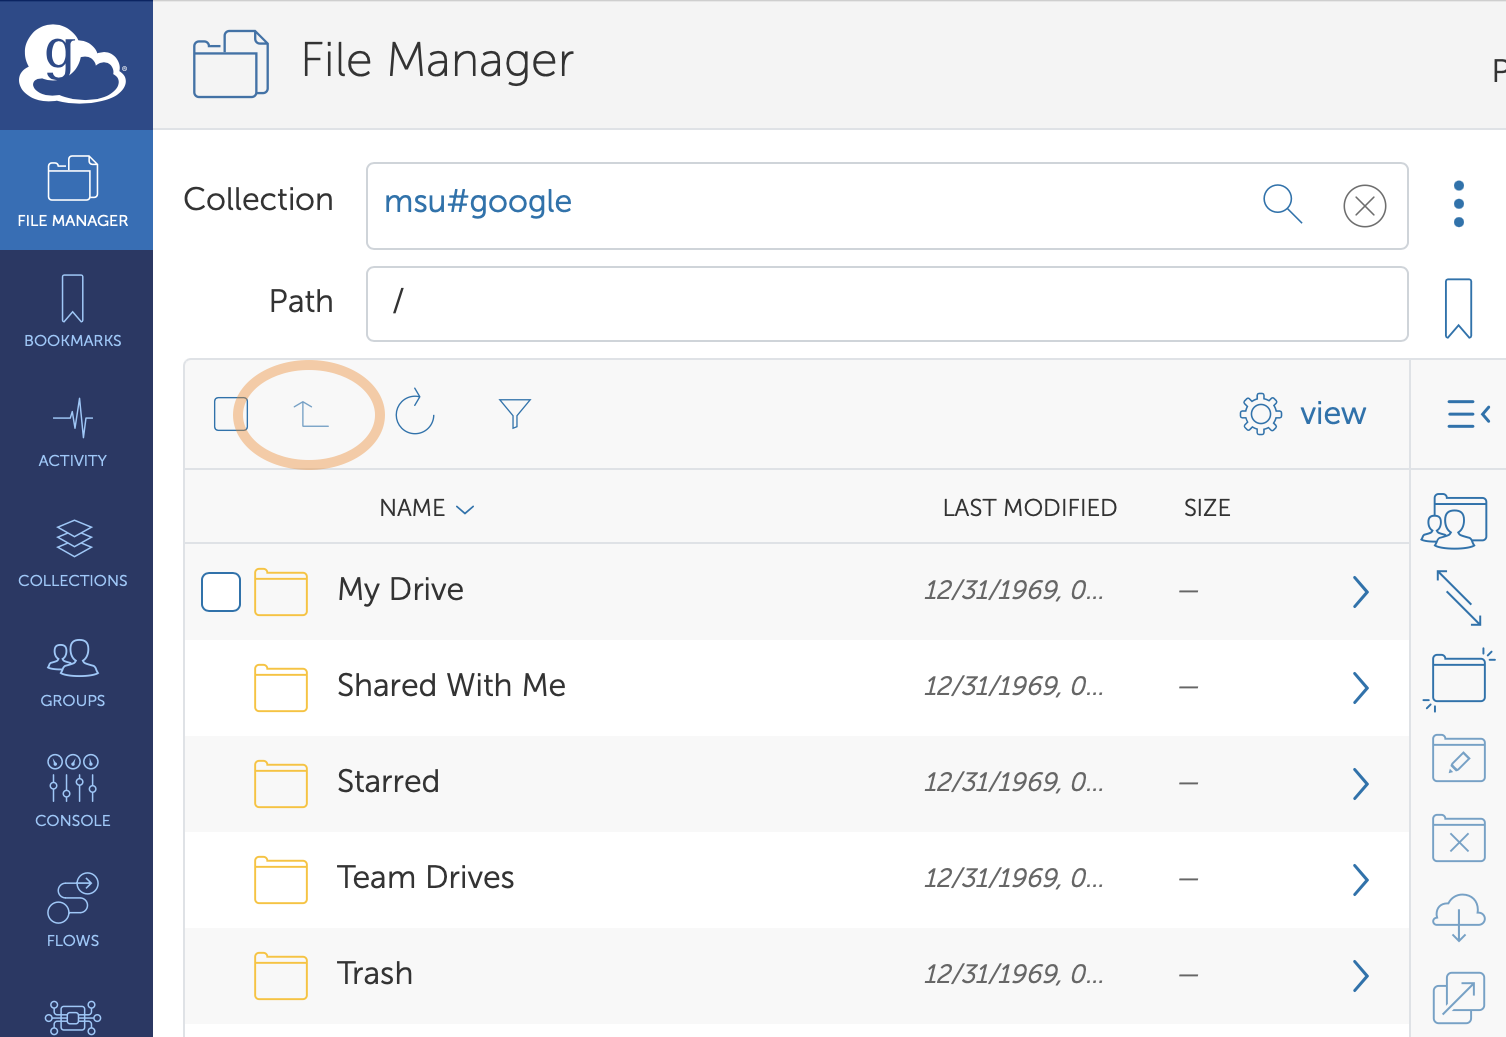 g
File Manager
P
FILE MANAGER
Collection
msu#google
Path
/
BOOKMARKS
view
ACTIVITY
NAME
LAST MODIFIED
SIZE
COLLECTIONS
My Drive
12/31/1969, 0...
–
Shared With Me
12/31/1969, 0...
–
GROUPS
Starred
12/31/1969, 0...
–
CONSOLE
Team Drives
12/31/1969, 0...
–
FLOWS
Trash
12/31/1969, 0...
–